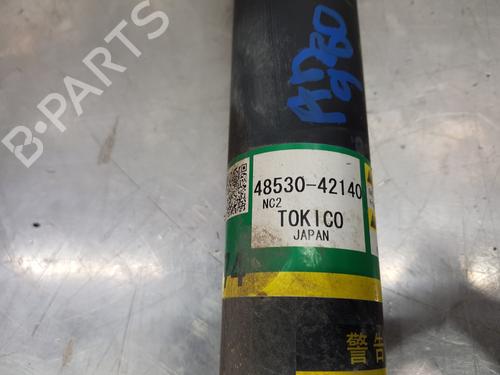 B-PARTS
48530-42140
NC2
TOKICO
JAPAN
警告